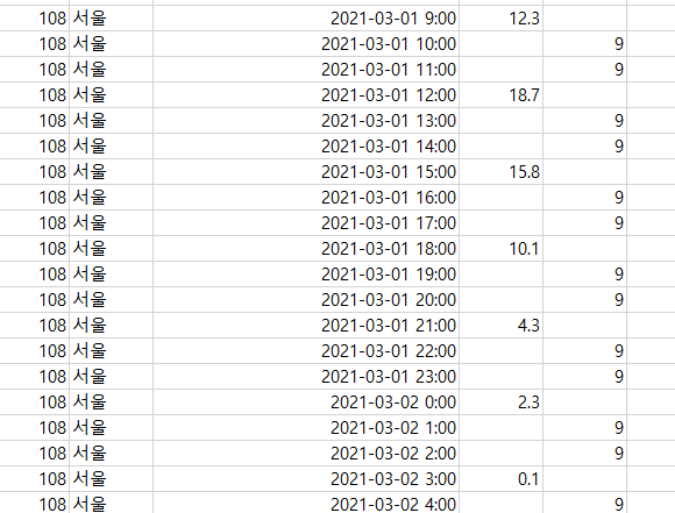 108 서울 2021-03-01 9:00 12.3
108 서울 2021-03-01 10:00 9
108 서울 2021-03-01 11:00 9
108 서울 2021-03-01 12:00 18.7
108 서울 2021-03-01 13:00 9
108 서울 2021-03-01 14:00 9
108 서울 2021-03-01 15:00 15.8
108 서울 2021-03-01 16:00 9
108 서울 2021-03-01 17:00 9
108 서울 2021-03-01 18:00 10.1
108 서울 2021-03-01 19:00 9
108 서울 2021-03-01 20:00 9
108 서울 2021-03-01 21:00 4.3
108 서울 2021-03-01 22:00 9
108 서울 2021-03-01 23:00 9
108 서울 2021-03-02 0:00 2.3
108 서울 2021-03-02 1:00 9
108 서울 2021-03-02 2:00 9
108 서울 2021-03-02 3:00 0.1
108 서울 2021-03-02 4:00 9